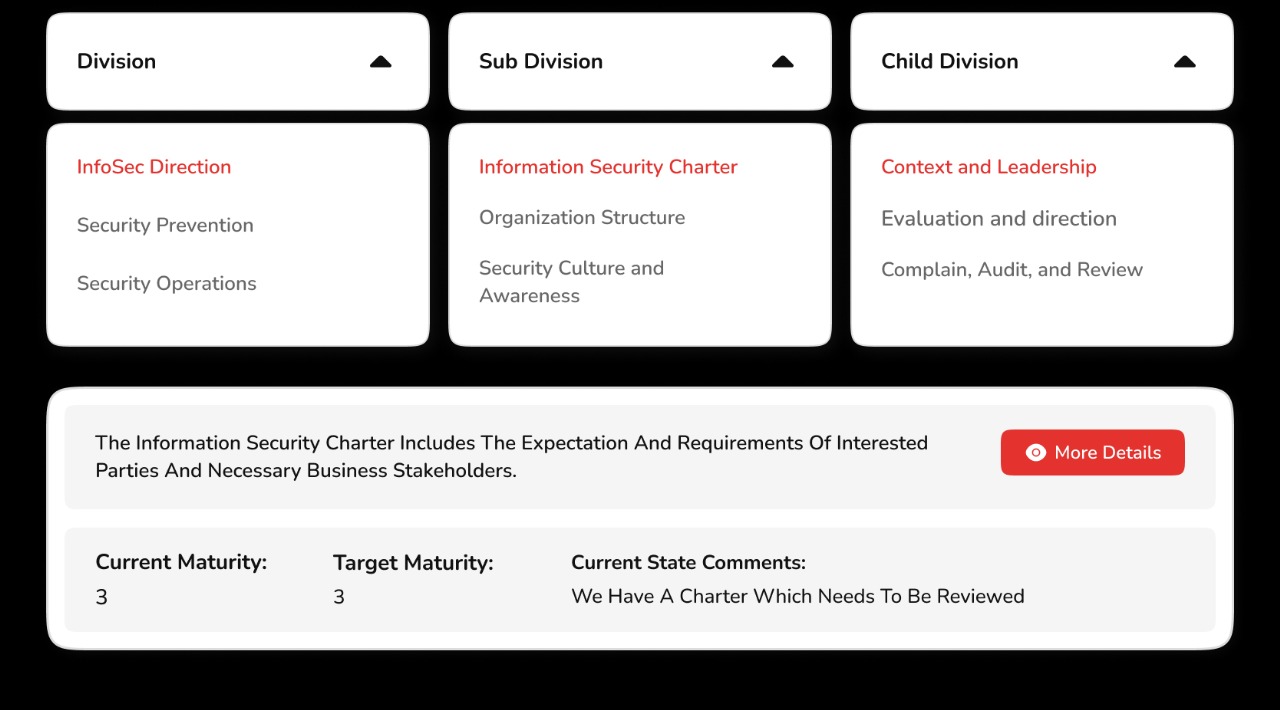 Division
Sub Division
Child Division
InfoSec Direction
Security Prevention
Security Operations
Information Security Charter
Organization Structure
Security Culture and
Awareness
Context and Leadership
Evaluation and direction
Complain, Audit, and Review
The Information Security Charter Includes The Expectation And Requirements Of Interested
Parties And Necessary Business Stakeholders.
More Details
Current Maturity:
3
Target Maturity:
3
Current State Comments:
We Have A Charter Which Needs To Be Reviewed